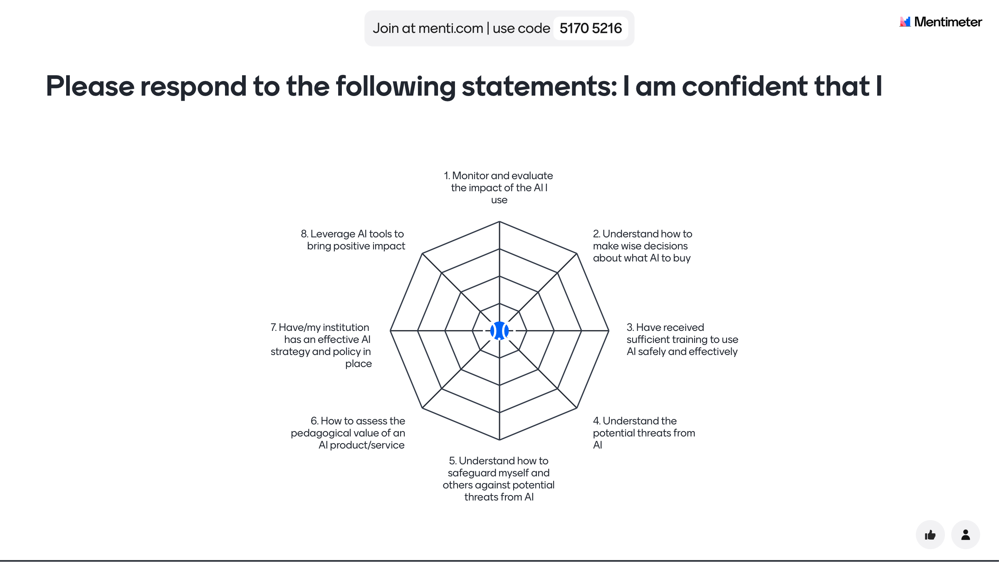 Join at menti.com | use code 5170 5216
Mentimeter
Please respond to the following statements: I am confident that I
1. Monitor and evaluate
the impact of the AI I
use
2. Understand how to
make wise decisions
about what AI to buy
3. Have received
sufficient training to use
AI safely and effectively
4. Understand the
potential threats from
AI
5. Understand how to
safeguard myself and
others against potential
threats from AI
6. How to assess the
pedagogical value of an
AI product/service
7. Have/my institution
has an effective AI
strategy and policy in
place
8. Leverage AI tools to
bring positive impact